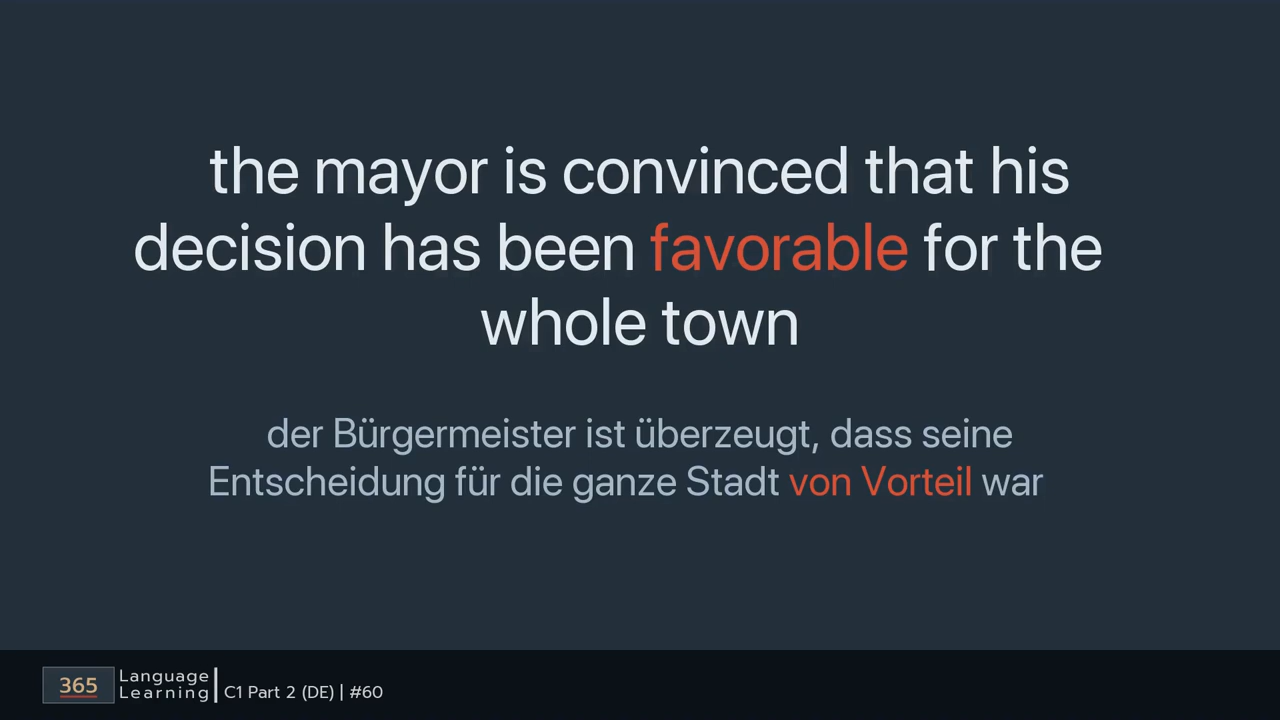 the mayor is convinced that his
decision has been favorable for the
whole town
der Bürgermeister ist überzeugt, dass seine
Entscheidung für die ganze Stadt von Vorteil war
365
Language
Learning
C1 Part 2 (DE) | #60